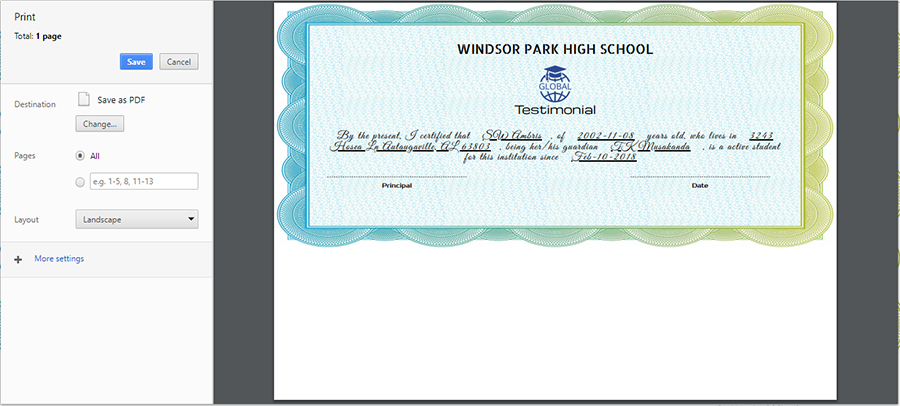 Print
Total: 1 page
Save
Cancel
Destination
Save as PDF
Change...
Pages
All
e.g. 1-5, 8, 11-13
Layout
Landscape
More settings
WINDSOR PARK HIGH SCHOOL
GLOBAL
Testimonial
By the present, I certified that SW Ambris , of 2002-11-08 years old, who lives in 3243
Hosea Ln Autaugaville, AL 63803 , being her/his guardian TK Musakanda , is a active student
for this institution since Feb-10-2018
Principal
Date